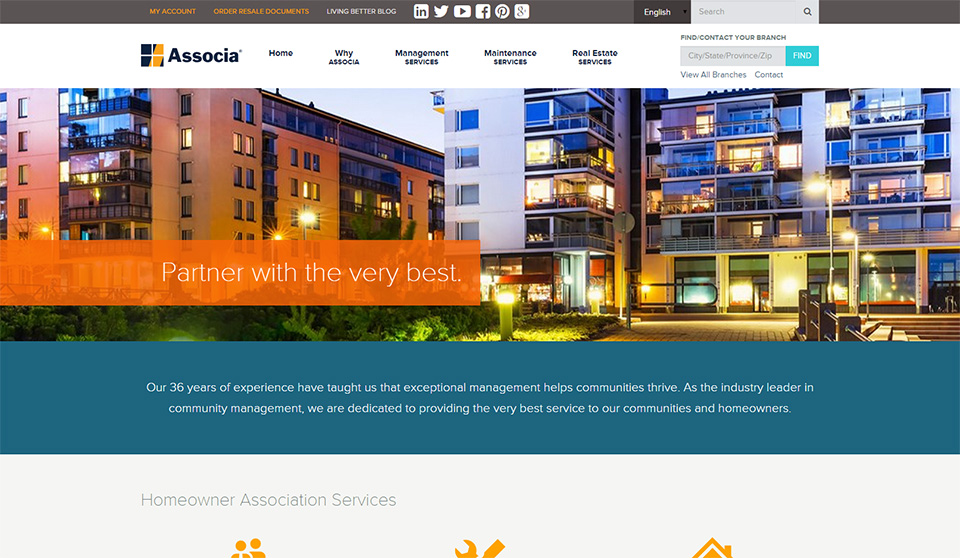 MY ACCOUNT
ORDER RESALE DOCUMENTS
LIVING BETTER BLOG
English
Search
Associa®
Home
Why
ASSOCIA
Management
SERVICES
Maintenance
SERVICES
Real Estate
SERVICES
FIND/CONTACT YOUR BRANCH
City/State/Province/Zip
FIND
View All Branches
Contact
Partner with the very best.
Our 36 years of experience have taught us that exceptional management helps communities thrive. As the industry leader in
community management, we are dedicated to providing the very best service to our communities and homeowners.
Homeowner Association Services